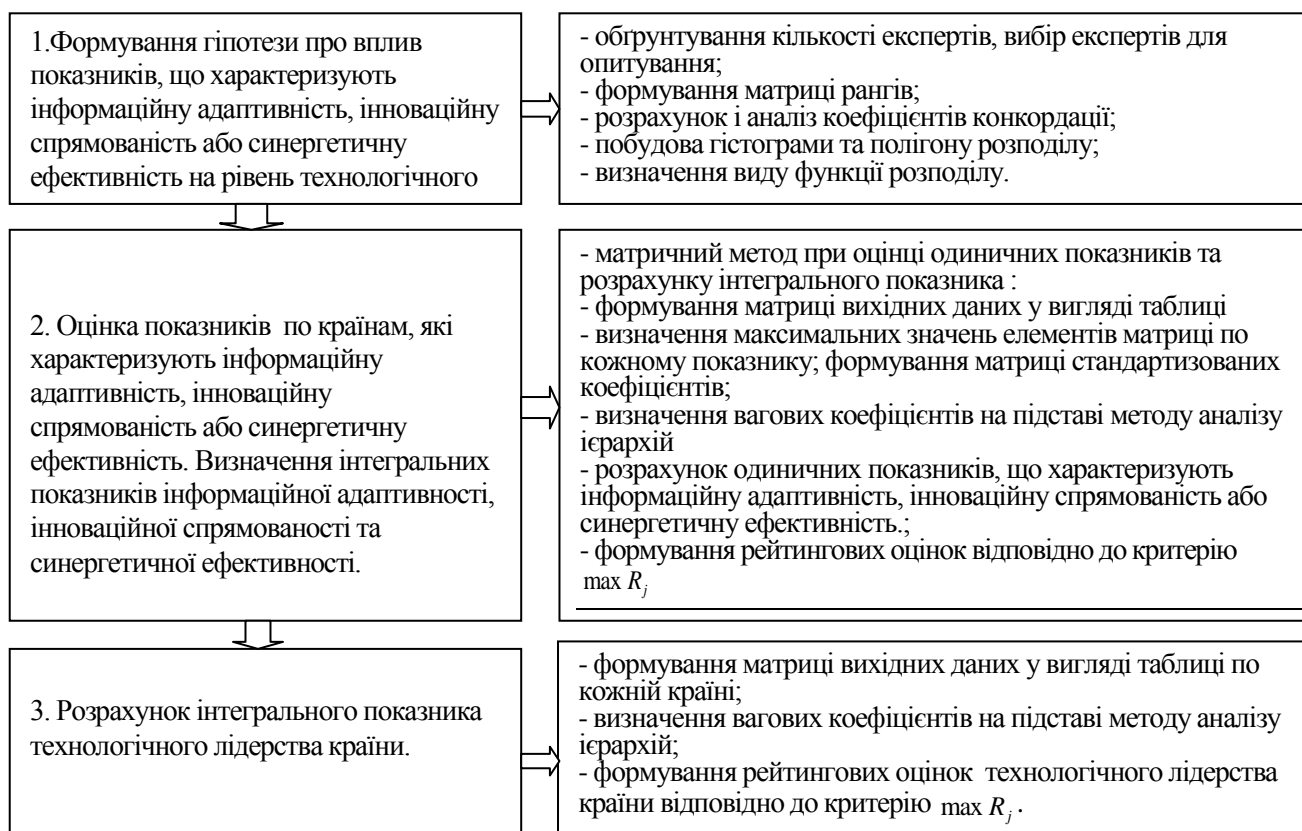 1.Формування гіпотези про вплив
показників, що характеризують
інформаційну адаптивність, інноваційну
спрямованість або синергетичну
ефективність на рівень технологічного
- обґрунтування кількості експертів, вибір експертів для
опитування;
- формування матриці рангів;
- розрахунок і аналіз коефіцієнтів конкордації;
- побудова гістограми та полігону розподілу;
- визначення виду функції розподілу.
2. Оцінка показників по країнам, які
характеризують інформаційну
адаптивність, інноваційну
спрямованість або синергетичну
ефективність. Визначення інтегральних
показників інформаційної адаптивності,
інноваційної спрямованості та
синергетичної ефективності.
- матричний метод при оцінці одиничних показників та
розрахунку інтегрального показника :
- формування матриці вихідних даних у вигляді таблиці
- визначення максимальних значень елементів матриці по
кожному показнику; формування матриці стандартизованих
коефіцієнтів;
- визначення вагових коефіцієнтів на підставі методу аналізу
ієрархій
- розрахунок одиничних показників, що характеризують
інформаційну адаптивність, інноваційну спрямованість або
синергетичну ефективність.;
- формування рейтингових оцінок відповідно до критерію
max R_j
3. Розрахунок інтегрального показника
технологічного лідерства країни.
- формування матриці вихідних даних у вигляді таблиці по
кожній країні;
- визначення вагових коефіцієнтів на підставі методу аналізу
ієрархій;
- формування рейтингових оцінок технологічного лідерства
країни відповідно до критерію max R_j .